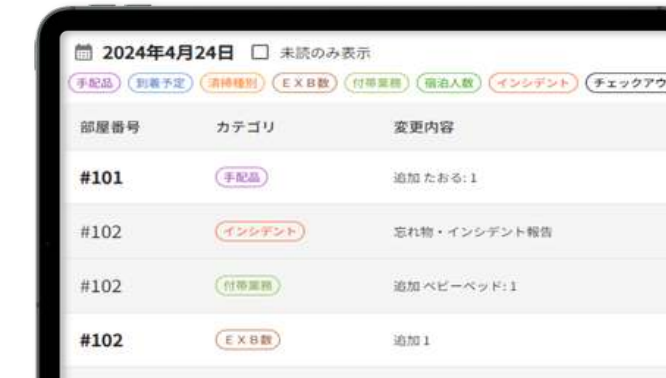 2024年4月24日 未読のみ表示
手配品 到着予定 清掃種別 EXB数 付帯業務 宿泊人数 インシデント チェックアウ
部屋番号 カテゴリ 変更内容
#101 手配品 追加 たおる: 1
#102 インシデント 忘れ物・インシデント報告
#102 付帯業務 追加 ベビーベッド: 1
#102 EXB数 追加 1